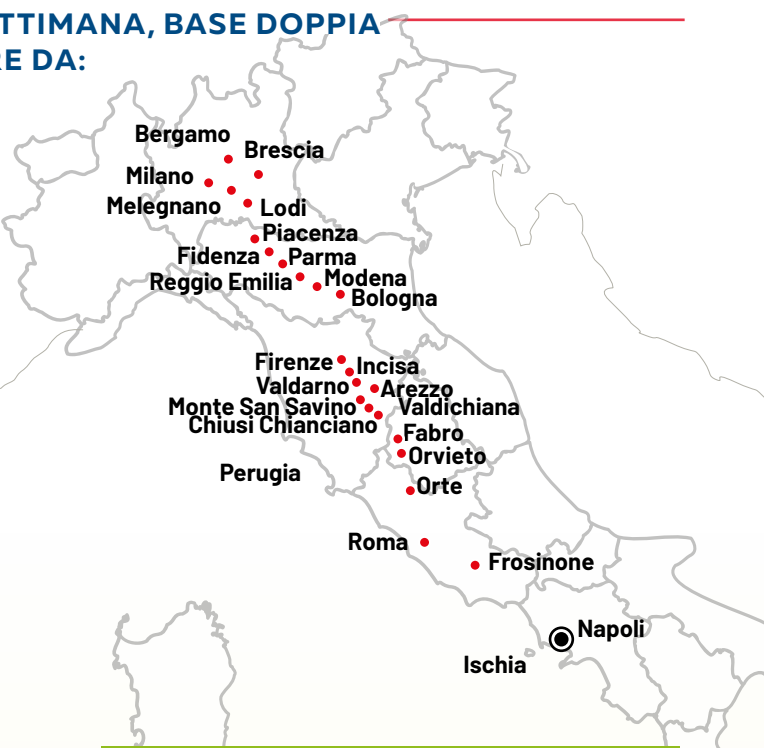 TTIMANA, BASE DOPPIA
RE DA:
Bergamo
Brescia
Milano
Melegnano
Lodi
Piacenza
Fidenza
Parma
Reggio Emilia
Modena
Bologna
Firenze
Incisa
Valdarno
Arezzo
Monte San Savino
Valdichiana
Chiusi Chianciano
Fabro
Orvieto
Perugia
Orte
Roma
Frosinone
Napoli
Ischia